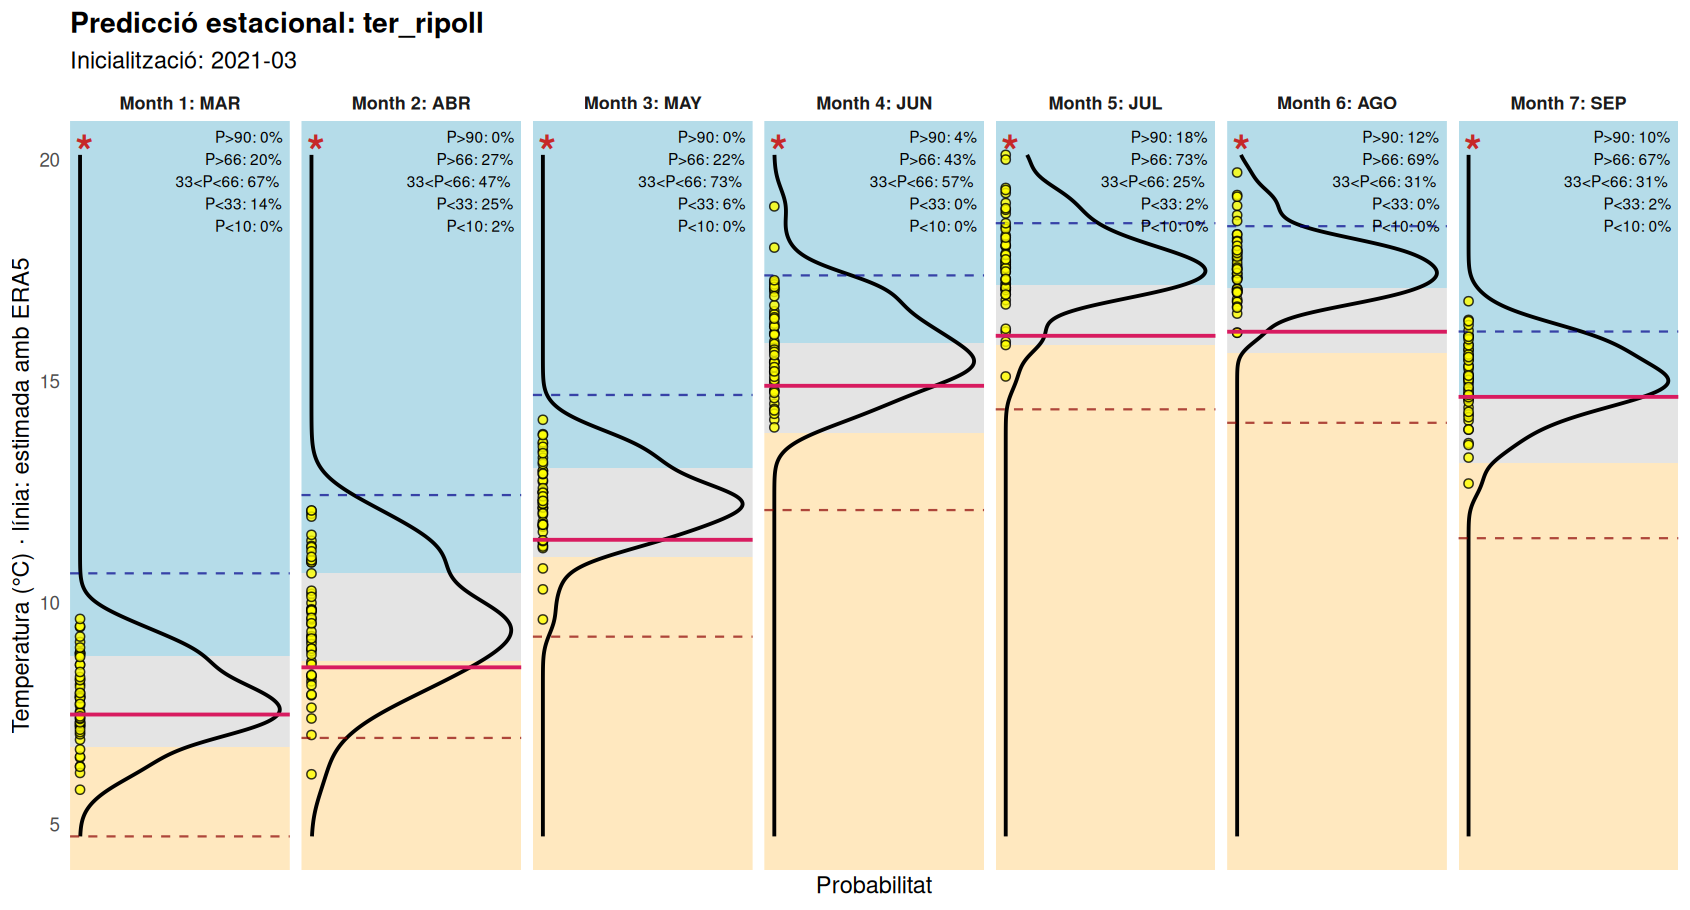 Predicció estacional: ter_ripoll
Inicialització: 2021-03
Month 1: MAR
Month 2: ABR
Month 3: MAY
Month 4: JUN
Month 5: JUL
Month 6: AGO
Month 7: SEP
*
P>90: 0%
P>66: 20%
33<P<66: 67%
P<33: 14%
P<10: 0%
*
P>90: 0%
P>66: 27%
33<P<66: 47%
P<33: 25%
P<10: 2%
*
P>90: 0%
P>66: 22%
33<P<66: 73%
P<33: 6%
P<10: 0%
*
P>90: 4%
P>66: 43%
33<P<66: 57%
P<33: 0%
P<10: 0%
*
P>90: 18%
P>66: 73%
33<P<66: 25%
P<33: 2%
P<10: 0%
*
P>90: 12%
P>66: 69%
33<P<66: 31%
P<33: 0%
P<10: 0%
*
P>90: 10%
P>66: 67%
33<P<66: 31%
P<33: 2%
P<10: 0%
20
15
10
5
Temperatura (°C) · línia: estimada amb ERA5
Probabilitat